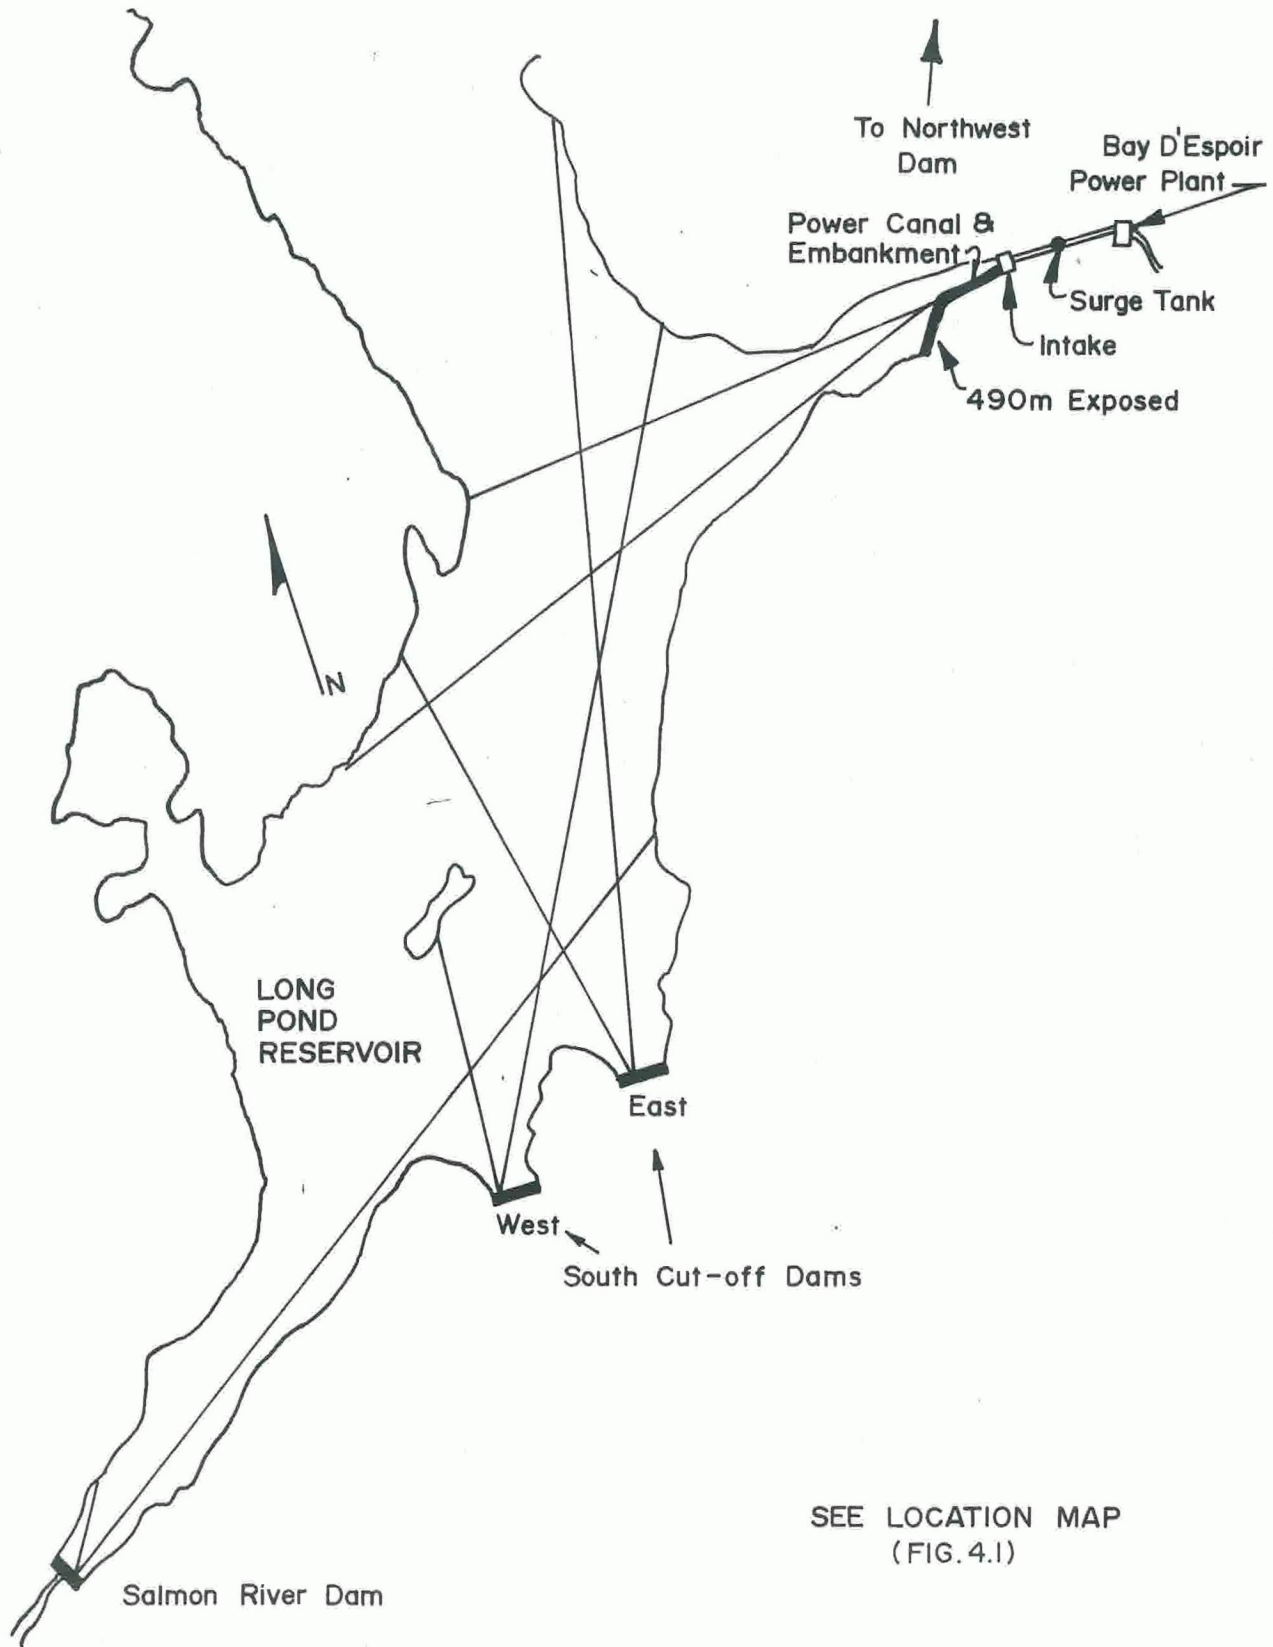 To Northwest
Dam
Bay D'Espoir
Power Plant
Power Canal &
Embankment
Surge Tank
Intake
490m Exposed
N
LONG
POND
RESERVOIR
East
West
South Cut-off Dams
SEE LOCATION MAP
(FIG. 4.1)
Salmon River Dam